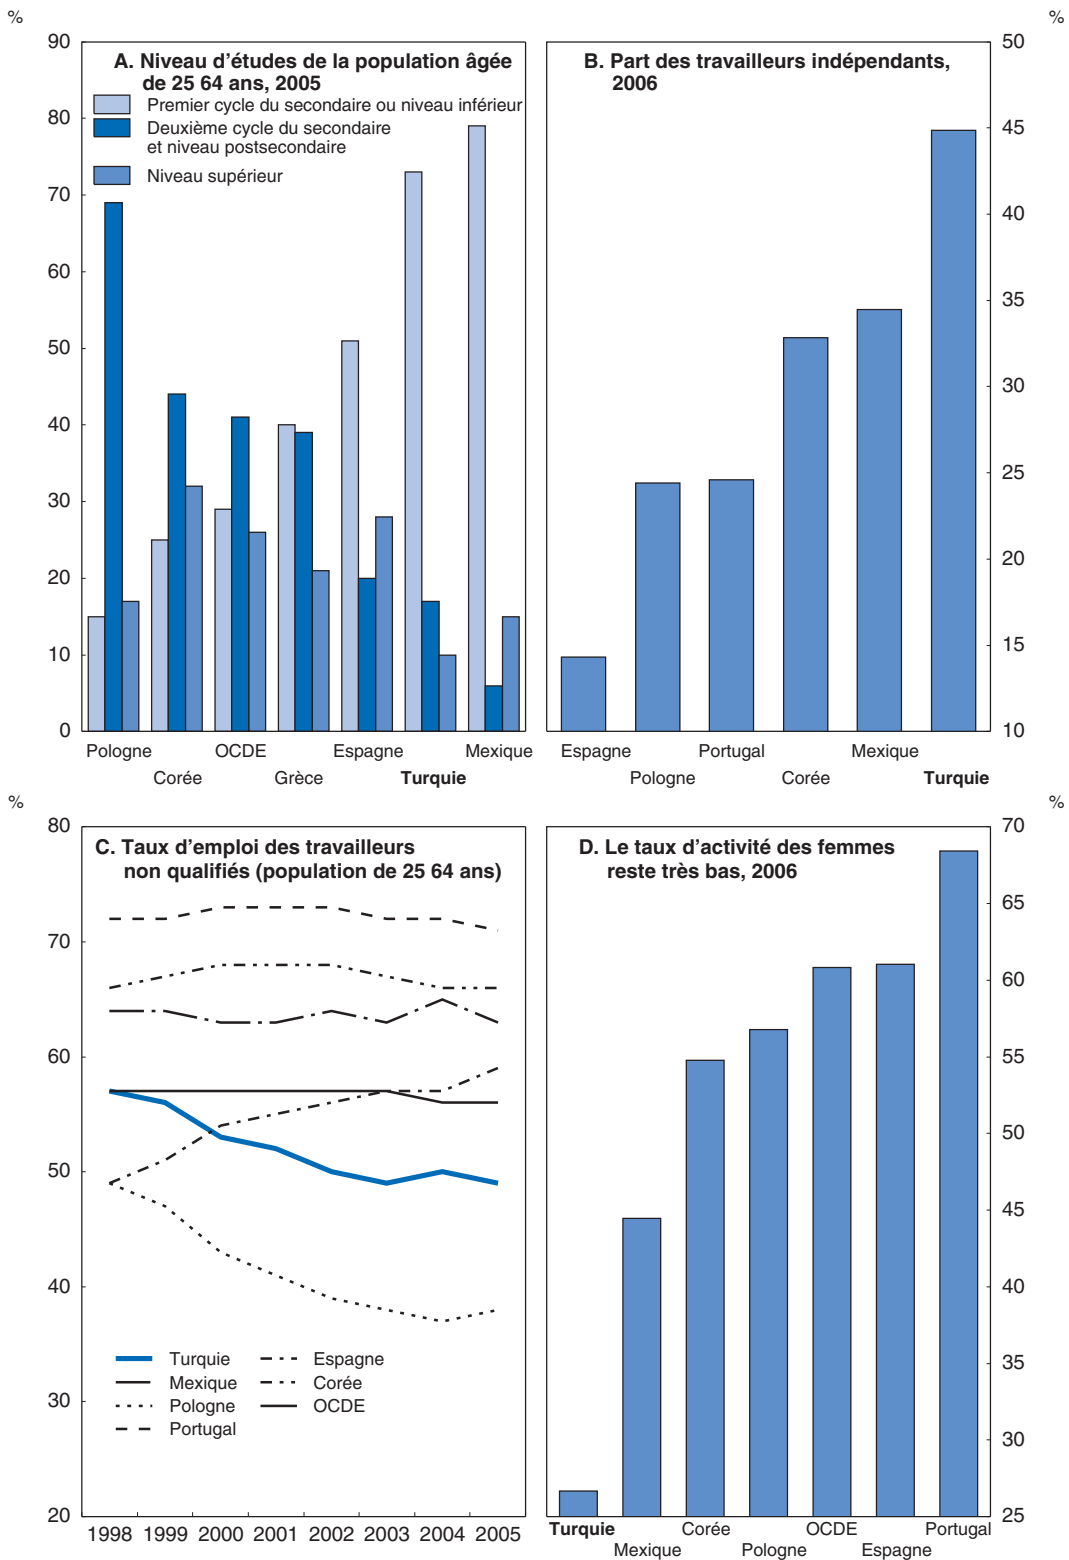 %
%
A. Niveau d'études de la population âgée
de 25 64 ans, 2005
Premier cycle du secondaire ou niveau inférieur
Deuxième cycle du secondaire
et niveau postsecondaire
Niveau supérieur
90
80
70
60
50
40
30
20
10
0
Pologne
OCDE
Espagne
Mexique
Corée
Grèce
Turquie
B. Part des travailleurs indépendants,
2006
50
45
40
35
30
25
20
15
10
Espagne
Portugal
Mexique
Pologne
Corée
Turquie
%
%
C. Taux d'emploi des travailleurs
non qualifiés (population de 25 64 ans)
80
70
60
50
40
30
20
Turquie
Espagne
Mexique
Corée
Pologne
OCDE
Portugal
1998 1999 2000 2001 2002 2003 2004 2005
D. Le taux d'activité des femmes
reste très bas, 2006
70
65
60
55
50
45
40
35
30
25
Turquie
Corée
OCDE
Portugal
Mexique
Pologne
Espagne